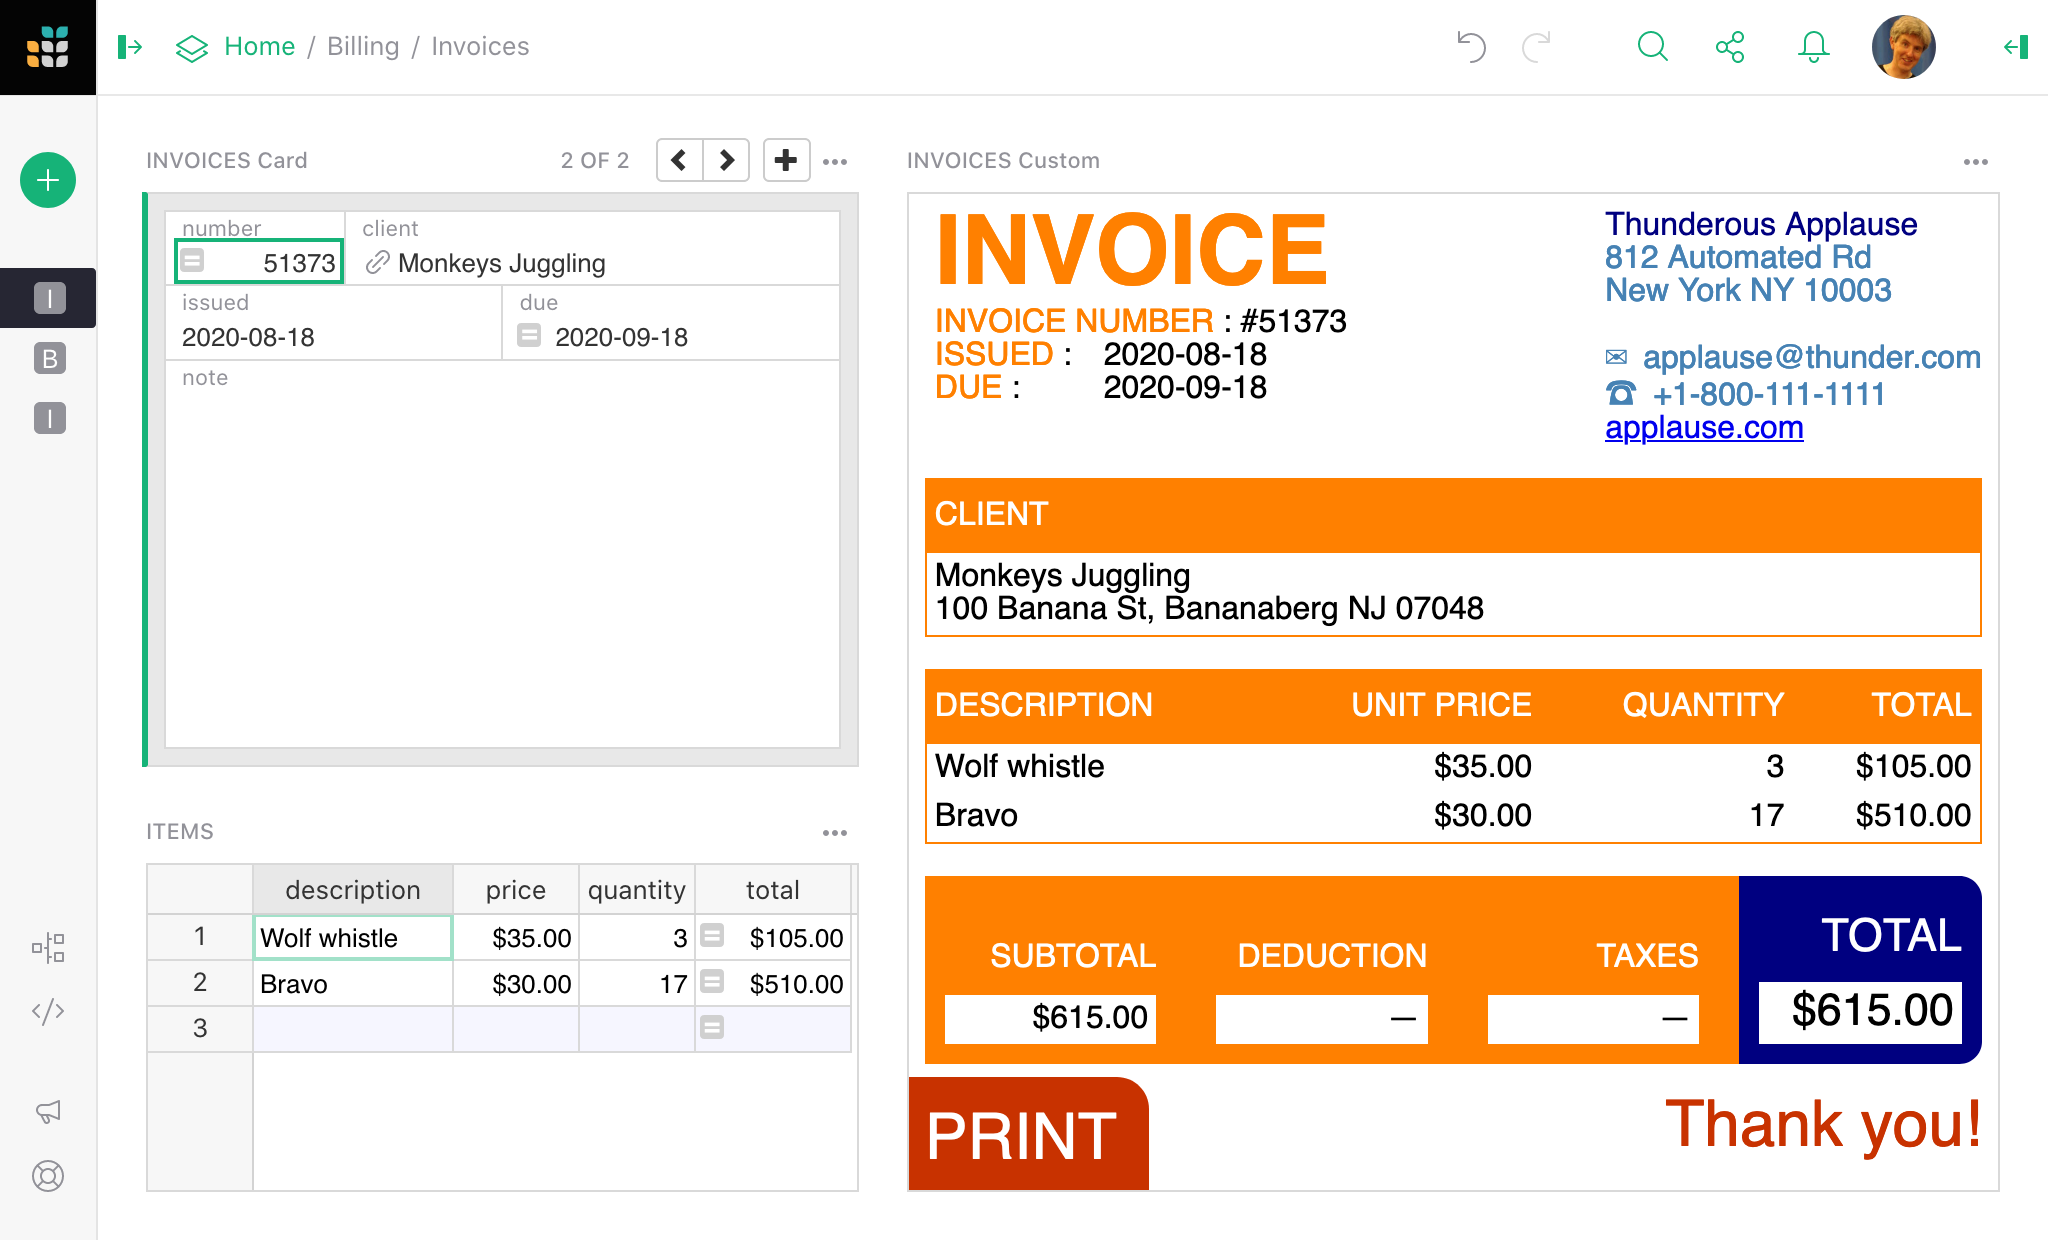 Home / Billing / Invoices
I
B
I
INVOICES Card
2 OF 2
number
client
51373
Monkeys Juggling
issued
due
2020-08-18
2020-09-18
note
ITEMS
description price quantity total
1 Wolf whistle $35.00 3 $105.00
2 Bravo $30.00 17 $510.00
3
INVOICES Custom
INVOICE
INVOICE NUMBER : #51373
ISSUED : 2020-08-18
DUE : 2020-09-18
Thunderous Applause
812 Automated Rd
New York NY 10003
✉ applause@thunder.com
☎ +1-800-111-1111
applause.com
CLIENT
Monkeys Juggling
100 Banana St, Bananaberg NJ 07048
DESCRIPTION UNIT PRICE QUANTITY TOTAL
Wolf whistle $35.00 3 $105.00
Bravo $30.00 17 $510.00
SUBTOTAL DEDUCTION TAXES TOTAL
$615.00 — — $615.00
PRINT
Thank you!